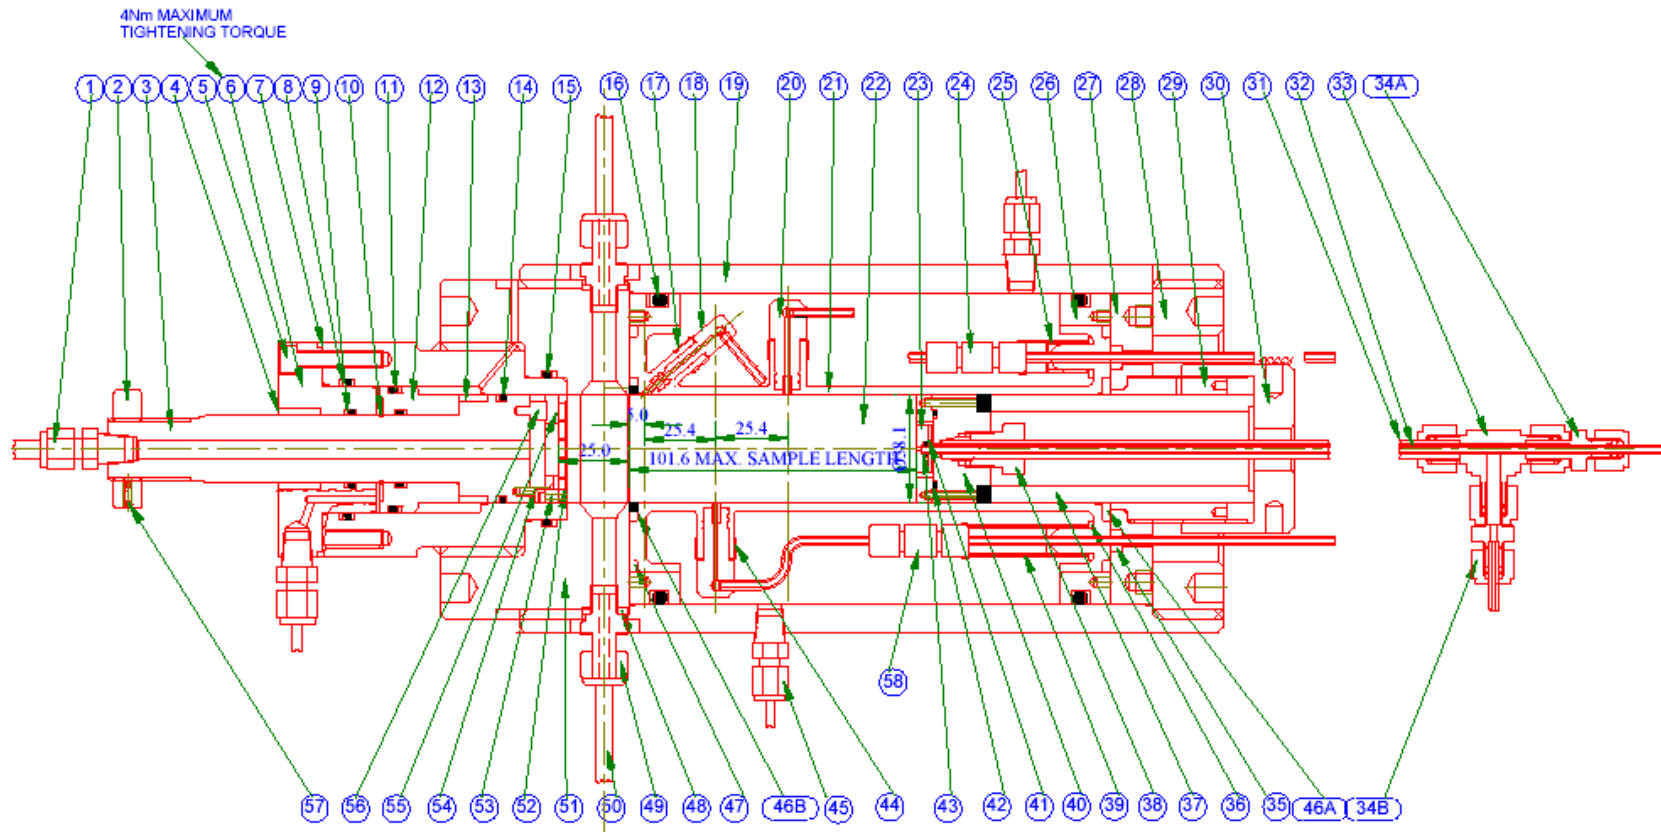 4Nm MAXIMUM
TIGHTENING TORQUE
1 2 3 4 5 6 7 8 9 10 11 12 13 14 15 16 17 18 19 20 21 22 23 24 25 26 27 28 29 30 31 32 33 34A
5.0
25.4 25.4
25.0
101.6 MAX. SAMPLE LENGTH
58
57 56 55 54 53 52 51 50 49 48 47 46B 45 44 43 42 41 40 39 38 37 36 35 46A 34B